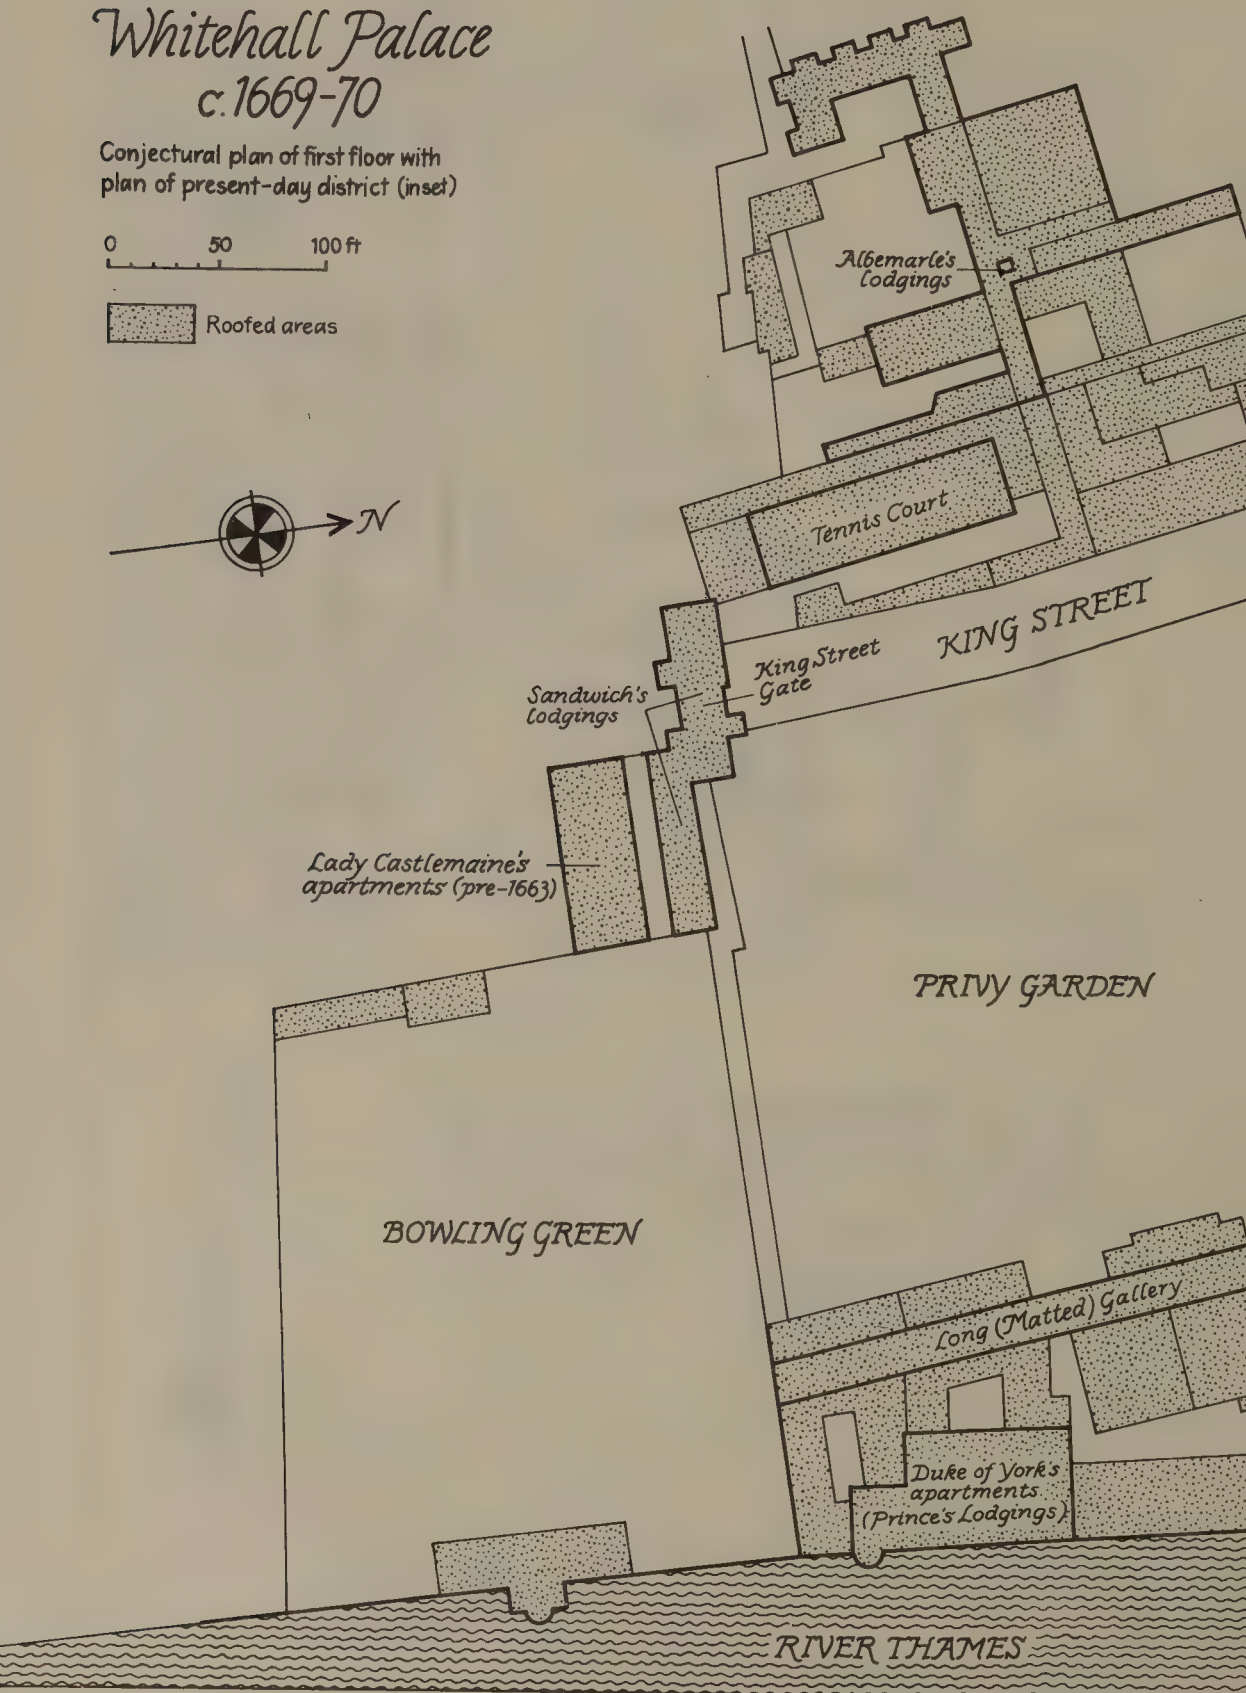 Whitehall Palace
c.1669-70
Conjectural plan of first floor with
plan of present-day district (inset)
0 50 100 ft
Roofed areas
N
Albemarle's
lodgings
Tennis Court
KING STREET
King Street
Gate
Sandwich's
lodgings
Lady Castlemaine's
apartments (pre-1663)
PRIVY GARDEN
BOWLING GREEN
Long (Matted) Gallery
Duke of York's
apartments
(Prince's Lodgings)
RIVER THAMES